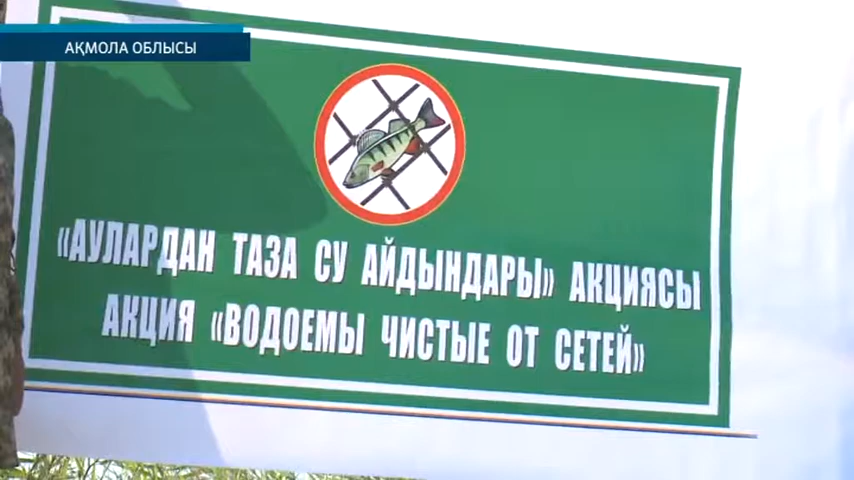 АҚМОЛА ОБЛЫСЫ
«АУЛАРДАН ТАЗА СУ АЙДЫНДАРЫ» АКЦИЯСЫ
АКЦИЯ «ВОДОЕМЫ ЧИСТЫЕ ОТ СЕТЕЙ»